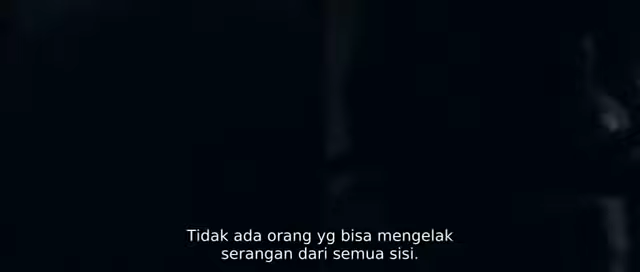 Tidak ada orang yg bisa mengelak
serangan dari semua sisi.